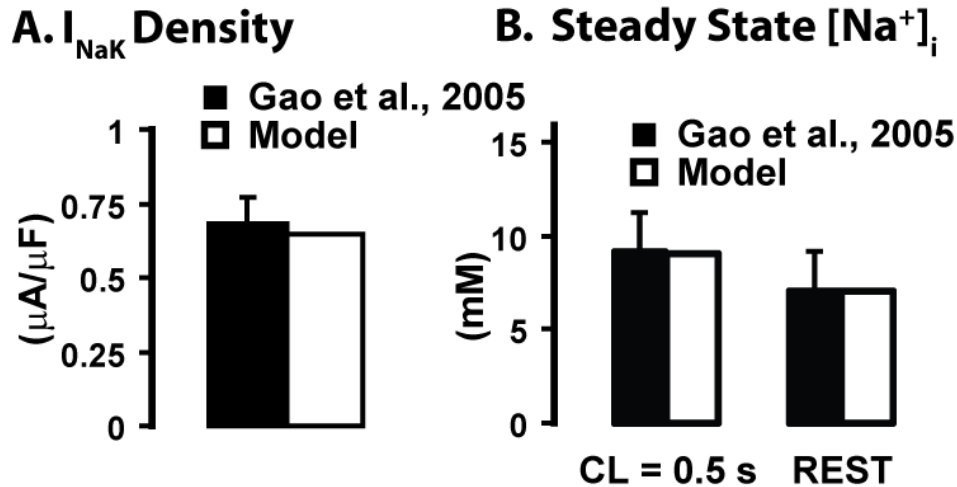 A. I_NaK Density
Gao et al., 2005
Model
1
0.75
0.5
0.25
0
(μA/μF)
B. Steady State [Na⁺]ᵢ
Gao et al., 2005
Model
15
10
5
0
(mM)
CL = 0.5 s REST